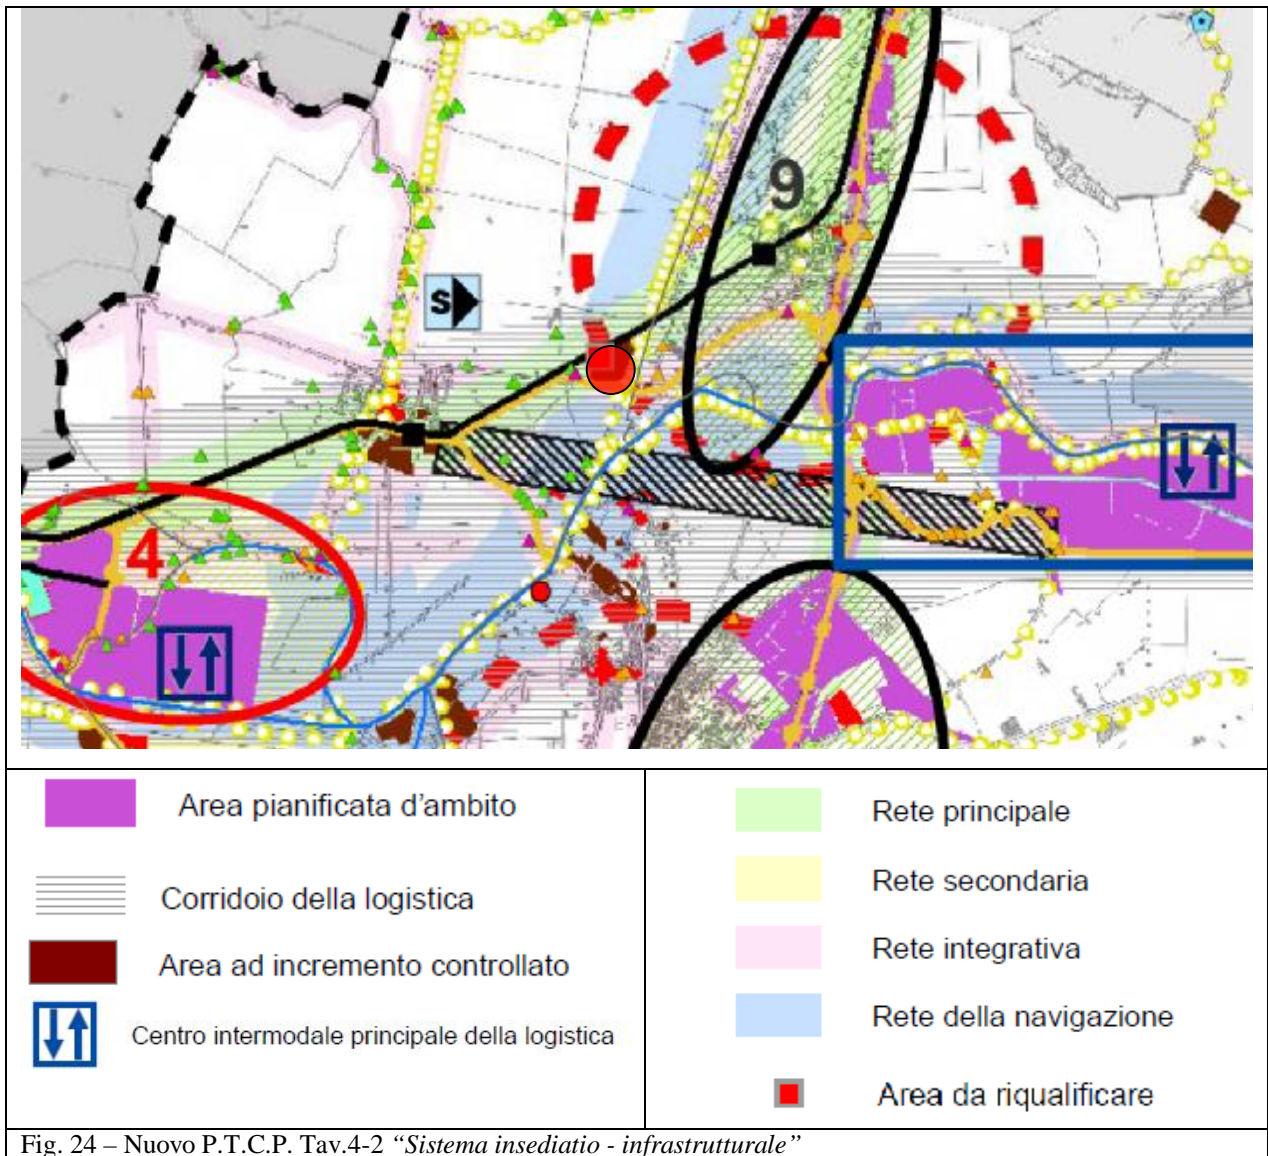 9
S
4
Area pianificata d'ambito
Corridoio della logistica
Area ad incremento controllato
Centro intermodale principale della logistica
Rete principale
Rete secondaria
Rete integrativa
Rete della navigazione
Area da riqualificare
Fig. 24 – Nuovo P.T.C.P. Tav.4-2 “Sistema insediatio - infrastrutturale”